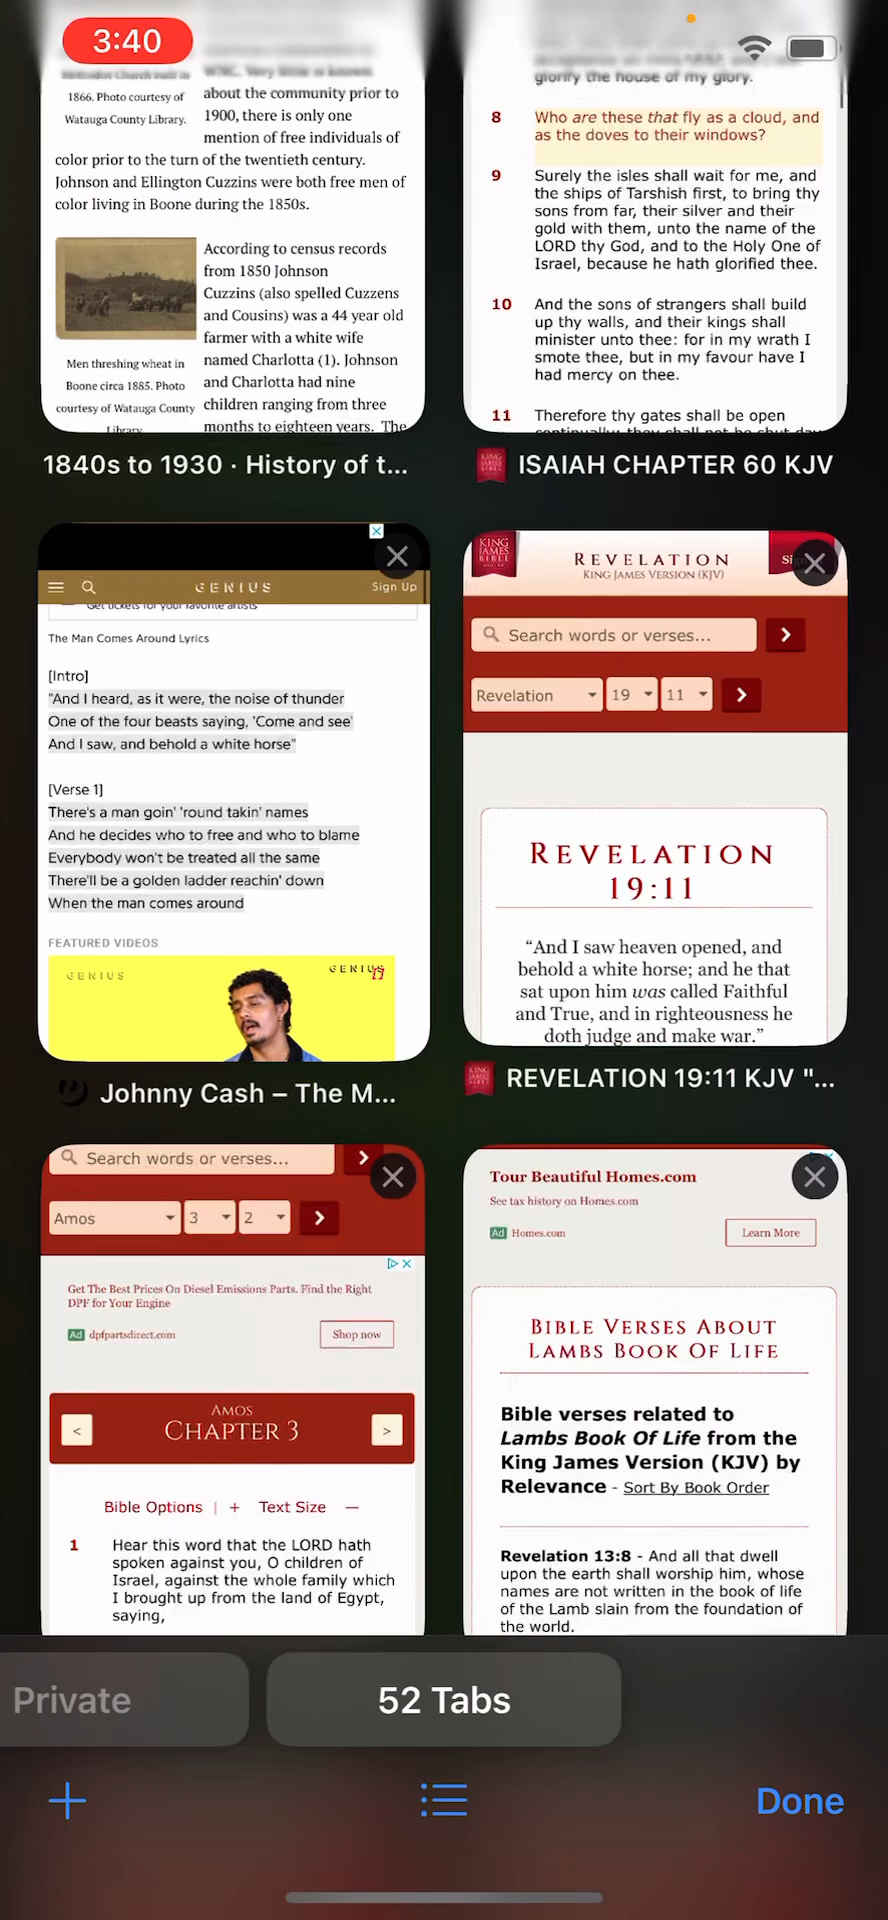 3:40
1866. Photo courtesy of
Watauga County Library.
about the community prior to
1900, there is only one
mention of free individuals of
color prior to the turn of the twentieth century.
Johnson and Ellington Cuzzins were both free men of
color living in Boone during the 1850s.
According to census records
from 1850 Johnson
Cuzzins (also spelled Cuzzens
and Cousins) was a 44 year old
farmer with a white wife
named Charlotta (1). Johnson
and Charlotta had nine
children ranging from three
months to eighteen years. The
Men threshing wheat in
Boone circa 1885. Photo
courtesy of Watauga County
Library.
1840s to 1930 · History of t...
glorify the house of my glory.
8 Who are these that fly as a cloud, and
as the doves to their windows?
9 Surely the isles shall wait for me, and
the ships of Tarshish first, to bring thy
sons from far, their silver and their
gold with them, unto the name of the
LORD thy God, and to the Holy One of
Israel, because he hath glorified thee.
10 And the sons of strangers shall build
up thy walls, and their kings shall
minister unto thee: for in my wrath I
smote thee, but in my favour have I
had mercy on thee.
11 Therefore thy gates shall be open
continually; they shall not be shut day
KING JAMES BIBLE
ISAIAH CHAPTER 60 KJV
GENIUS
Sign Up
Get tickets for your favorite artists
The Man Comes Around Lyrics
[Intro]
"And I heard, as it were, the noise of thunder
One of the four beasts saying, 'Come and see'
And I saw, and behold a white horse"
[Verse 1]
There's a man goin' 'round takin' names
And he decides who to free and who to blame
Everybody won't be treated all the same
There'll be a golden ladder reachin' down
When the man comes around
FEATURED VIDEOS
GENIUS
GENIUS
Johnny Cash – The M...
KING
JAMES
BIBLE
REVELATION
KING JAMES VERSION (KJV)
Search words or verses...
Revelation 19 11
REVELATION
19:11
“And I saw heaven opened, and
behold a white horse; and he that
sat upon him was called Faithful
and True, and in righteousness he
doth judge and make war.”
REVELATION 19:11 KJV "...
Search words or verses...
Amos 3 2
Get The Best Prices On Diesel Emissions Parts. Find the Right
DPF for Your Engine
Ad dpfpartsdirect.com
Shop now
AMOS
CHAPTER 3
< >
Bible Options | + Text Size —
1 Hear this word that the LORD hath
spoken against you, O children of
Israel, against the whole family which
I brought up from the land of Egypt,
saying,
Tour Beautiful Homes.com
See tax history on Homes.com
Ad Homes.com
Learn More
BIBLE VERSES ABOUT
LAMBS BOOK OF LIFE
Bible verses related to
Lambs Book Of Life from the
King James Version (KJV) by
Relevance - Sort By Book Order
Revelation 13:8 - And all that dwell
upon the earth shall worship him, whose
names are not written in the book of life
of the Lamb slain from the foundation of
the world.
Private
52 Tabs
Done